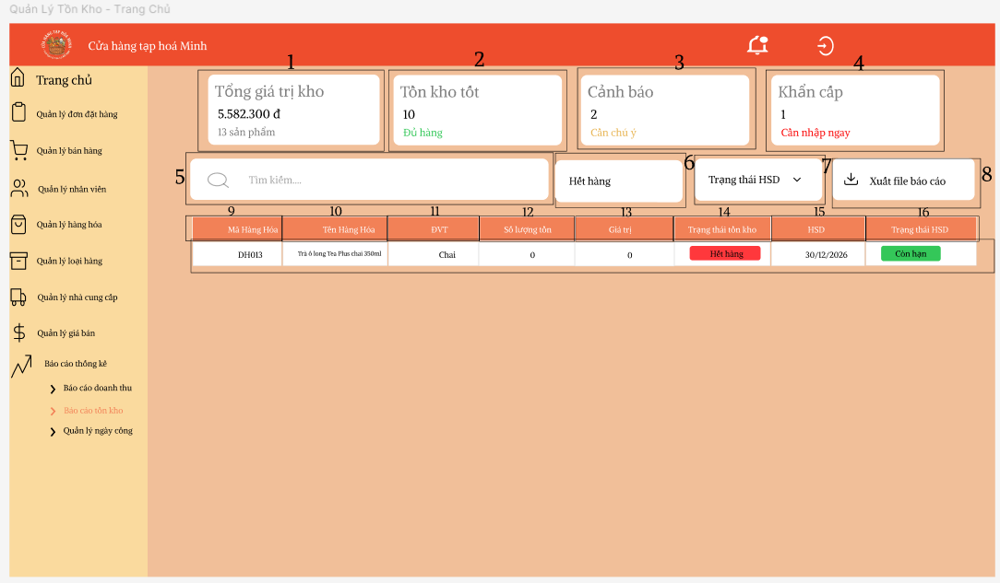 Quản Lý Tồn Kho - Trang Chủ
Cửa hàng tạp hoá Minh
Trang chủ
Quản lý đơn đặt hàng
Quản lý bán hàng
Quản lý nhân viên
Quản lý hàng hóa
Quản lý loại hàng
Quản lý nhà cung cấp
Quản lý giá bán
Báo cáo thống kê
Báo cáo doanh thu
Báo cáo tồn kho
Quản lý ngày công
1
Tổng giá trị kho
5.582.300 đ
13 sản phẩm
2
Tồn kho tốt
10
Đủ hàng
3
Cảnh báo
2
Cần chú ý
4
Khẩn cấp
1
Cần nhập ngay
5
Tìm kiếm....
Hết hàng
6
Trạng thái HSD
7
Xuất file báo cáo
8
9 10 11 12 13 14 15 16
Mã Hàng Hóa Tên Hàng Hóa ĐVT Số lượng tồn Giá trị Trạng thái tồn kho HSD Trạng thái HSD
DH013 Trà ô long Tea Plus chai 350ml Chai 0 0 Hết hàng 30/12/2026 Còn hạn